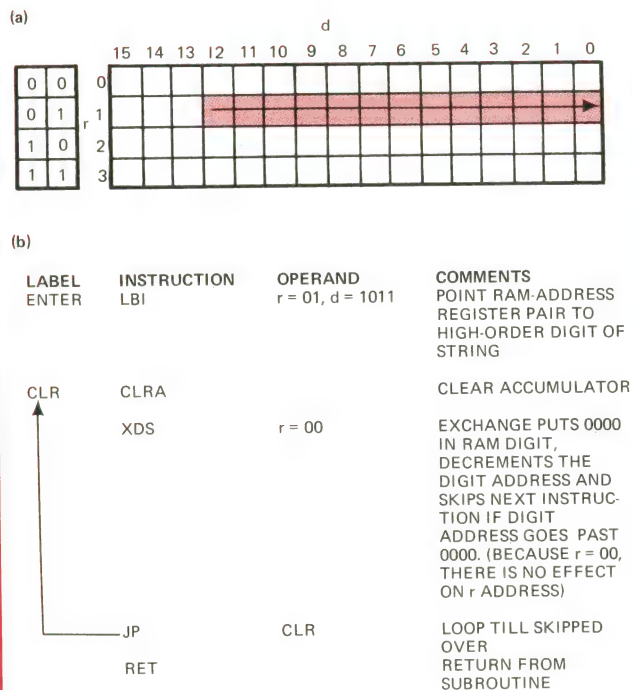 (a)
d
15 14 13 12 11 10 9 8 7 6 5 4 3 2 1 0
0 0 0
0 1 r 1
1 0 2
1 1 3
(b)
LABEL INSTRUCTION OPERAND COMMENTS
ENTER LBI r = 01, d = 1011 POINT RAM-ADDRESS
REGISTER PAIR TO
HIGH-ORDER DIGIT OF
STRING
CLR CLRA CLEAR ACCUMULATOR
XDS r = 00 EXCHANGE PUTS 0000
IN RAM DIGIT,
DECREMENTS THE
DIGIT ADDRESS AND
SKIPS NEXT INSTRUC-
TION IF DIGIT
ADDRESS GOES PAST
0000. (BECAUSE r = 00,
THERE IS NO EFFECT
ON r ADDRESS)
JP CLR LOOP TILL SKIPPED
OVER
RET RETURN FROM
SUBROUTINE